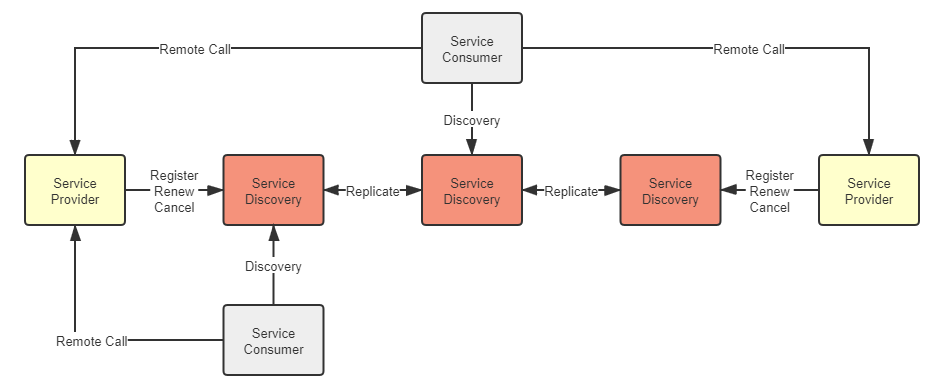 Service
Consumer
Remote Call
Remote Call
Discovery
Service
Provider
Register
Renew
Cancel
Service
Discovery
Replicate
Service
Discovery
Replicate
Service
Discovery
Register
Renew
Cancel
Service
Provider
Discovery
Service
Consumer
Remote Call